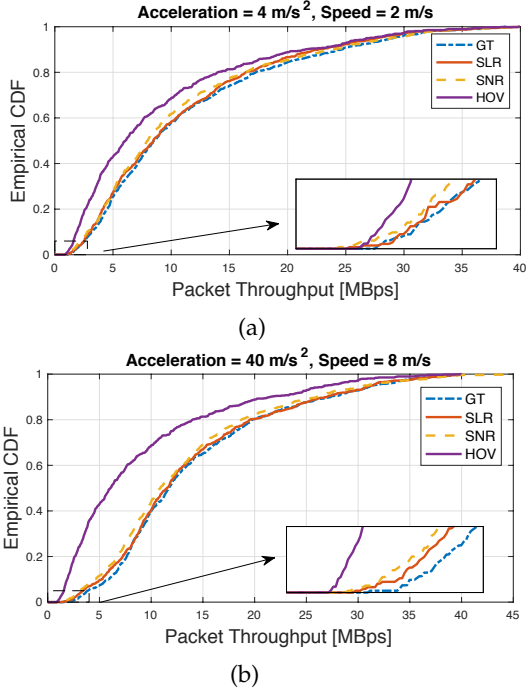 Acceleration = 4 m/s², Speed = 2 m/s
1
0.8
0.6
0.4
0.2
0
Empirical CDF
GT
SLR
SNR
HOV
0 5 10 15 20 25 30 35 40
Packet Throughput [MBps]
(a)
Acceleration = 40 m/s², Speed = 8 m/s
1
0.8
0.6
0.4
0.2
0
Empirical CDF
GT
SLR
SNR
HOV
0 5 10 15 20 25 30 35 40 45
Packet Throughput [MBps]
(b)